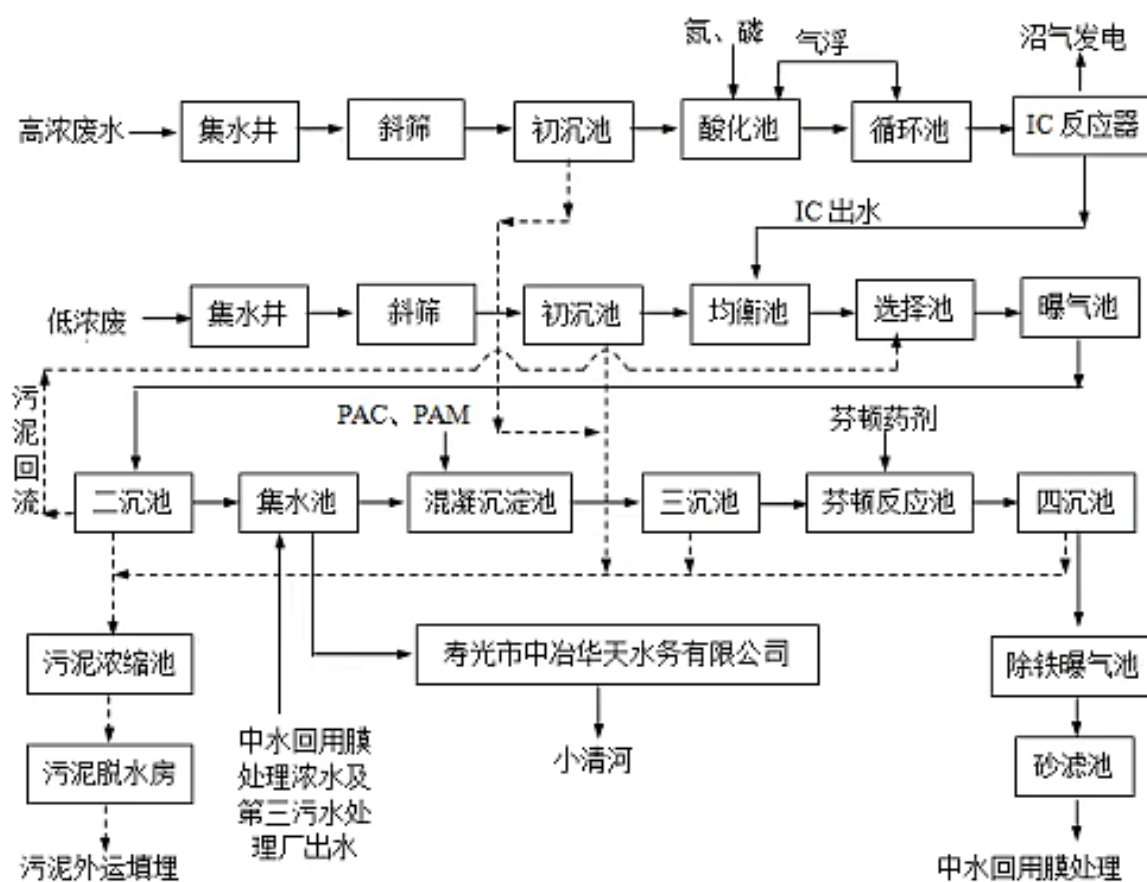 氮、磷
气浮
沼气发电
高浓废水
集水井
斜筛
初沉池
酸化池
循环池
IC 反应器
IC 出水
低浓废
集水井
斜筛
初沉池
均衡池
选择池
曝气池
污泥回流
PAC、PAM
芬顿药剂
二沉池
集水池
混凝沉淀池
三沉池
芬顿反应池
四沉池
污泥浓缩池
寿光市中冶华天水务有限公司
除铁曝气池
中水回用膜
处理浓水及
第三污水处
理厂出水
小清河
污泥脱水房
砂滤池
污泥外运填埋
中水回用膜处理